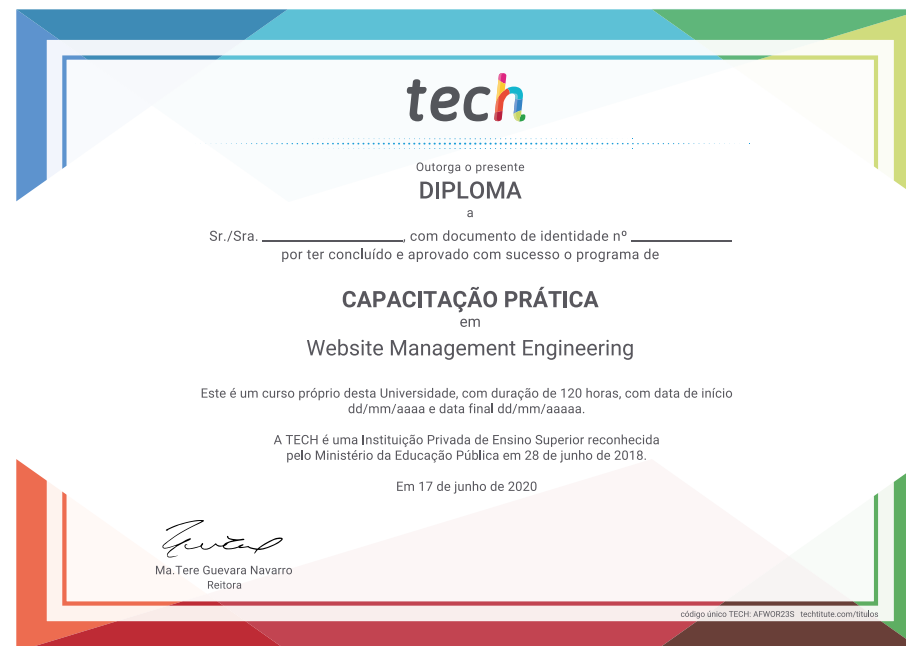 tech
Outorga o presente
DIPLOMA
a
Sr./Sra. ___________________, com documento de identidade nº _____________
por ter concluído e aprovado com sucesso o programa de
CAPACITAÇÃO PRÁTICA
em
Website Management Engineering
Este é um curso próprio desta Universidade, com duração de 120 horas, com data de início
dd/mm/aaaa e data final dd/mm/aaaaa.
A TECH é uma Instituição Privada de Ensino Superior reconhecida
pelo Ministério da Educação Pública em 28 de junho de 2018.
Em 17 de junho de 2020
Ma.Tere Guevara Navarro
Reitora
código único TECH: AFWOR23S techtitute.com/titulos